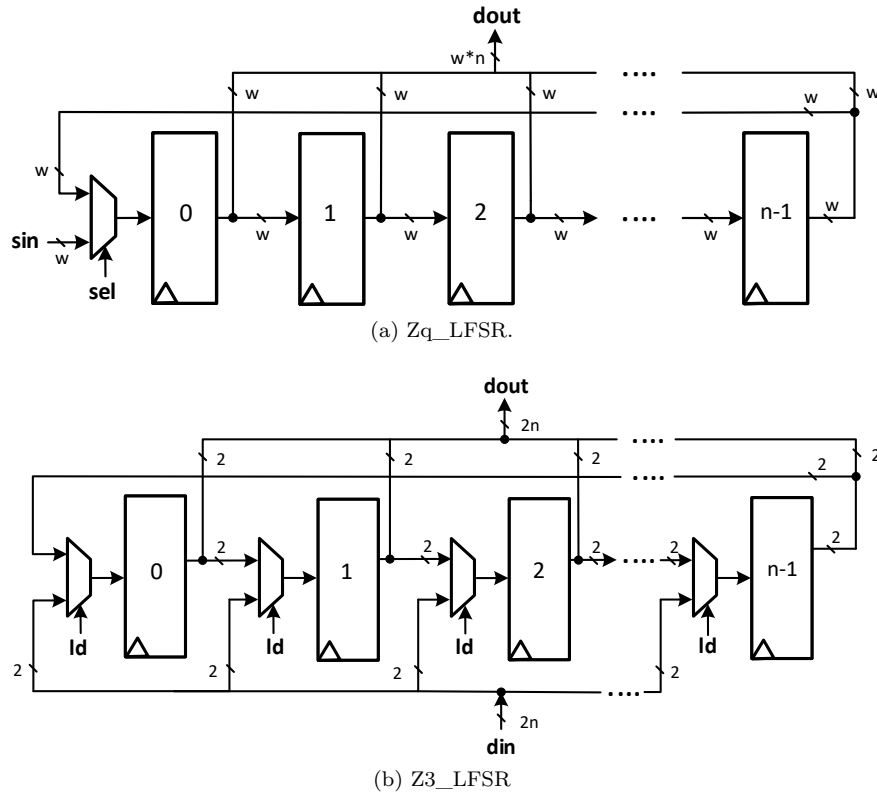 dout
w*n
w w w w
w
w
0 1 2 n-1
w w w w w
sin
w
sel
(a) Zq_LFSR.
dout
2n
2 2 2 2
2
0 1 2 n-1
2 2 2 2 2
ld ld ld ld
2 2 2 2
2n
din
(b) Z3_LFSR